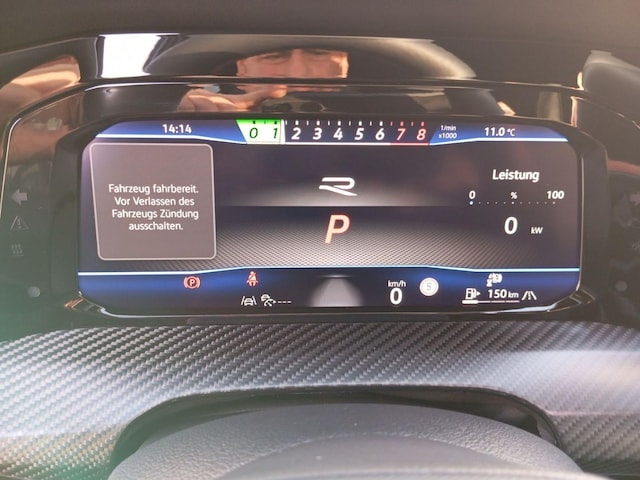 14:14
0 1 2 3 4 5 6 7 8
1/min
x1000
11.0 °C
Fahrzeug fahrbereit.
Vor Verlassen des
Fahrzeugs Zündung
ausschalten.
R
P
Leistung
0 % 100
0 kW
P
---
km/h
0
150 km